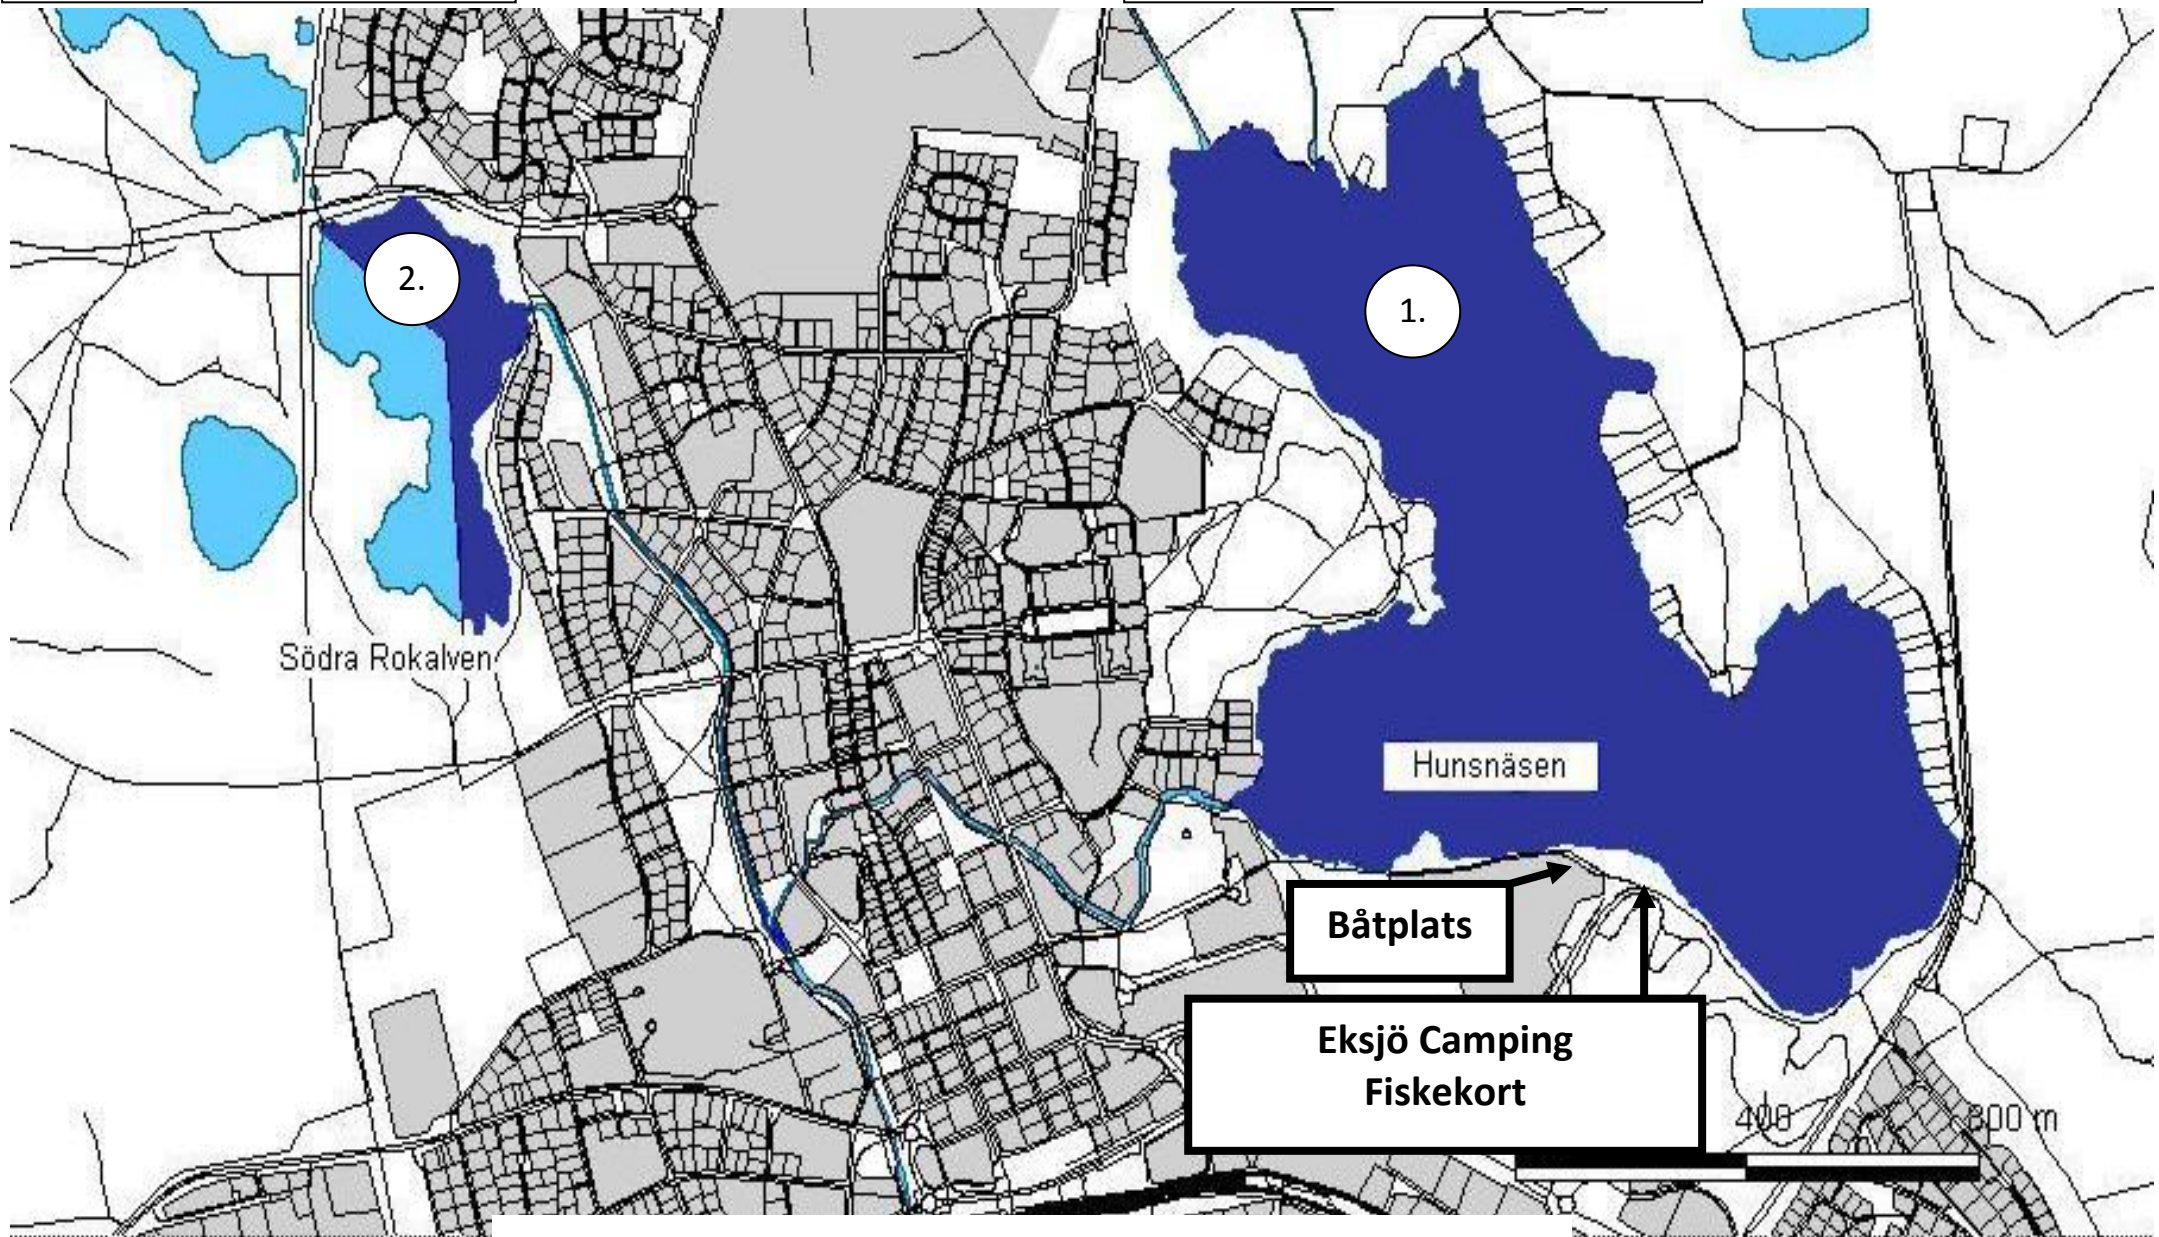 2.
1.
Södra Rokalven
Hunsnäsen
Båtplats
Eksjö Camping
Fiskekort
400
800 m